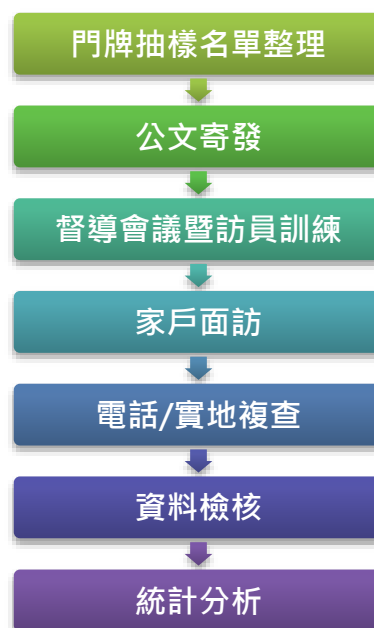 門牌抽樣名單整理
公文寄發
督導會議暨訪員訓練
家戶面訪
電話/實地複查
資料檢核
統計分析